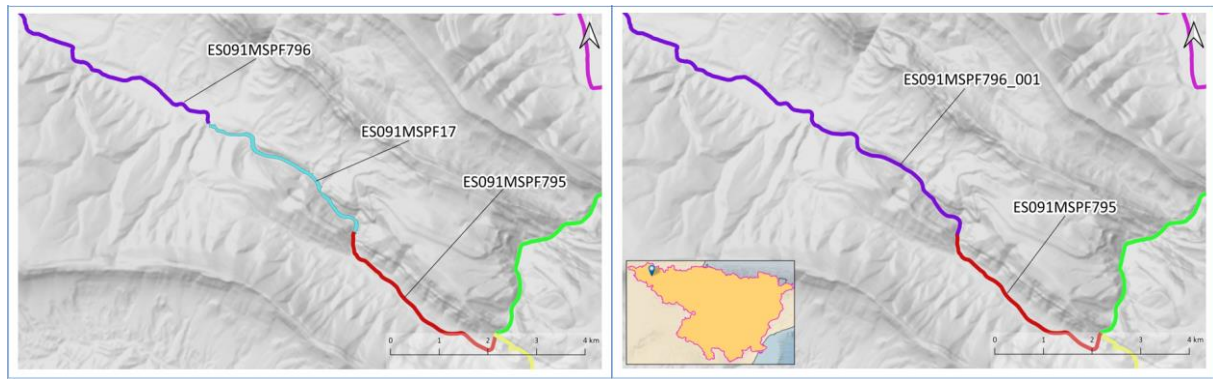 ES091MSPF796
ES091MSPF17
ES091MSPF795
0 1 2 3 4 km
ES091MSPF796_001
ES091MSPF795
0 1 2 3 4 km